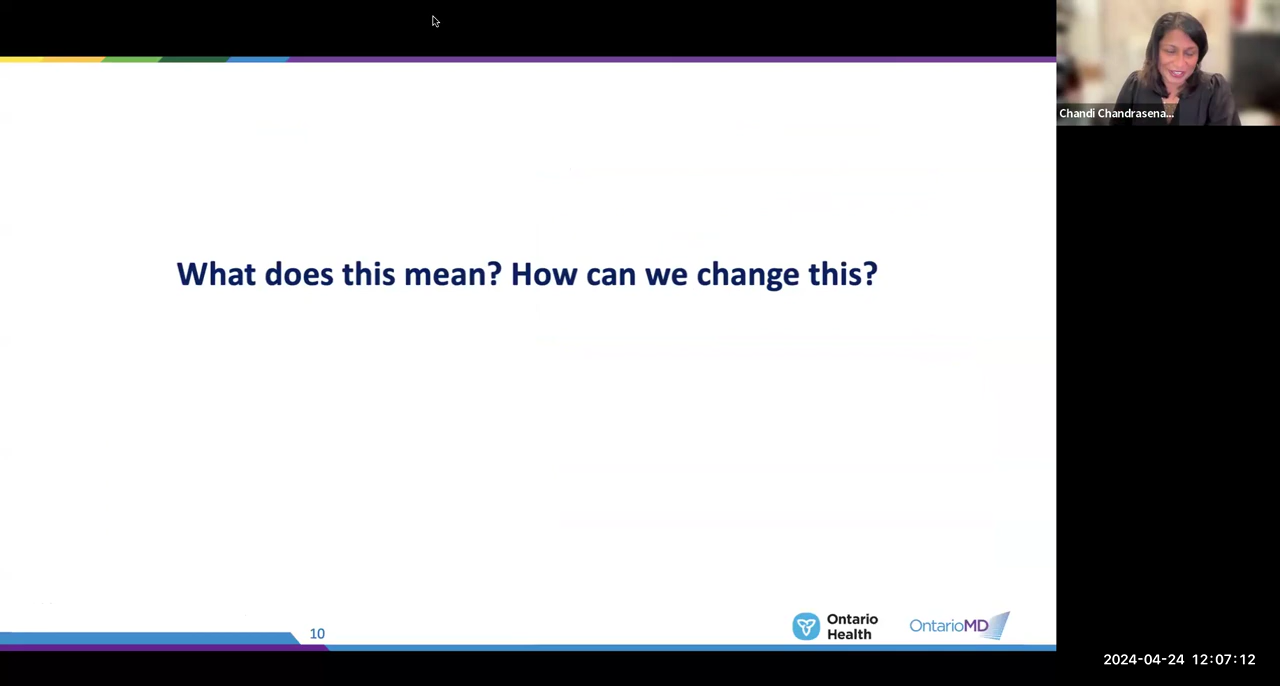 Chandi Chandrasena...
What does this mean? How can we change this?
10
Ontario
Health
OntarioMD
2024-04-24 12:07:12